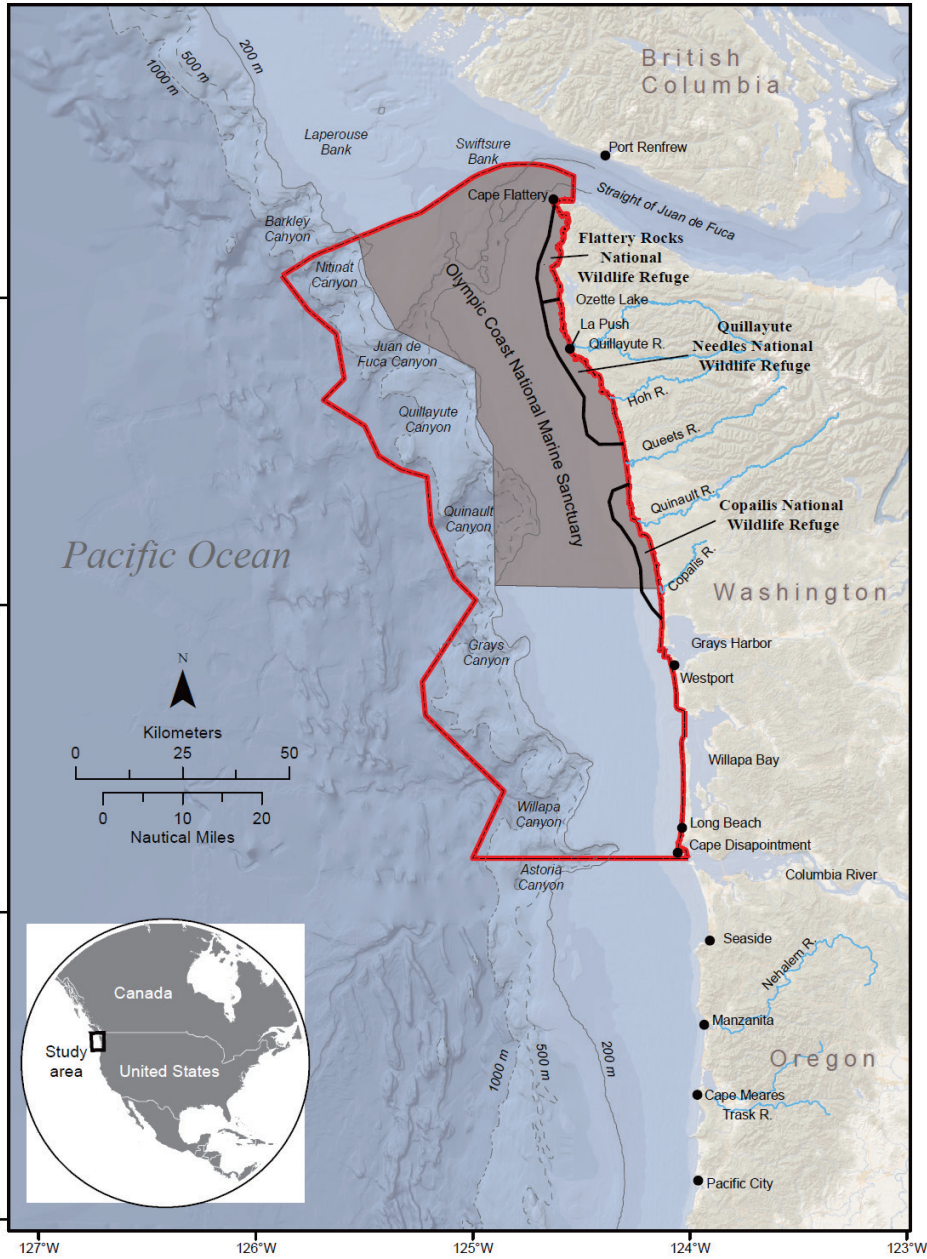 British
Columbia
1000 m
500 m
200 m
Laperouse
Bank
Swiftsure
Bank
Port Renfrew
Cape Flattery
Straight of Juan de Fuca
Barkley
Canyon
Flattery Rocks
National
Wildlife Refuge
Nitinat
Canyon
Olympic Coast National Marine Sanctuary
Ozette Lake
La Push
Quillayute R.
Quillayute
Needles National
Wildlife Refuge
Juan de
Fuca Canyon
Hoh R.
Quillayute
Canyon
Queets R.
Quinault R.
Quinault
Canyon
Copailis National
Wildlife Refuge
Pacific Ocean
Copalis R.
Washington
Grays
Canyon
Grays Harbor
Westport
N
Kilometers
0 25 50
0 10 20
Nautical Miles
Willapa Bay
Willapa
Canyon
Long Beach
Cape Disapointment
Astoria
Canyon
Columbia River
Seaside
Nehalem R.
Canada
Manzanita
Study
area
United States
1000 m
500 m
200 m
Oregon
Cape Meares
Trask R.
Pacific City
127°W 126°W 125°W 124°W 123°W